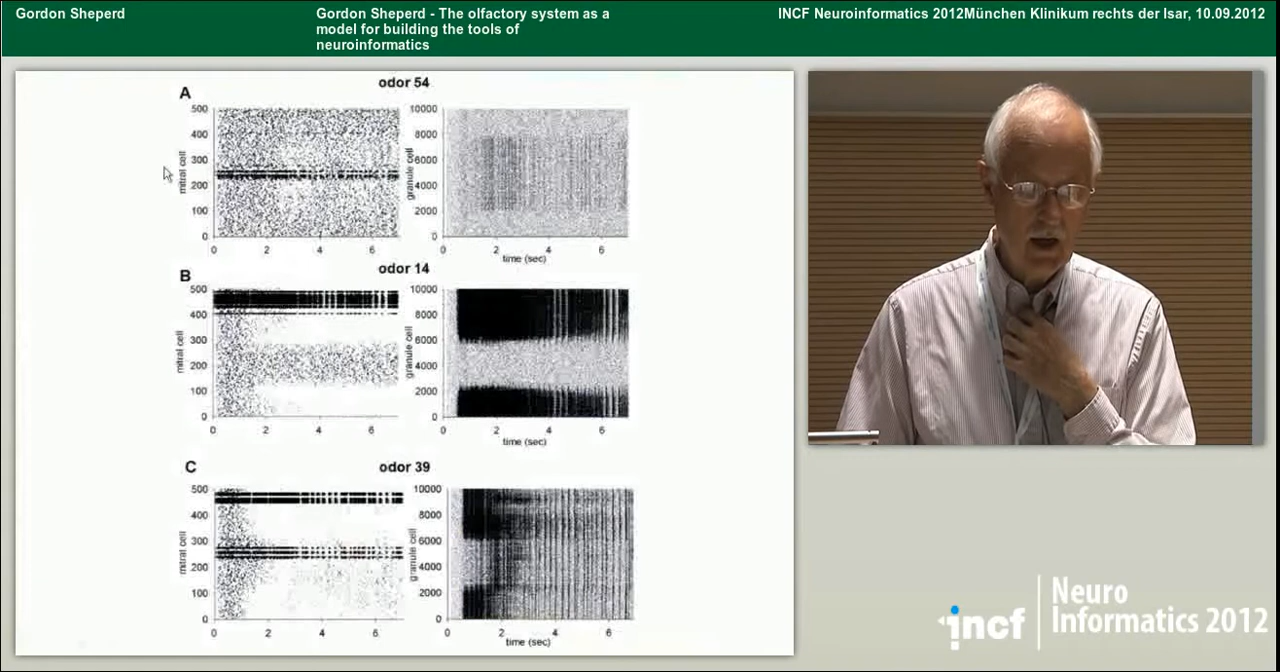 Gordon Sheperd
Gordon Sheperd - The olfactory system as a
model for building the tools of
neuroinformatics
INCF Neuroinformatics 2012München Klinikum rechts der Isar, 10.09.2012
odor 54
A
500
400
300
200
100
0
mitral cell
0 2 4 6
10000
8000
6000
4000
2000
0
granule cell
2 4 6
time (sec)
odor 14
B
500
400
300
200
100
0
mitral cell
0 2 4 6
10000
8000
6000
4000
2000
0
granule cell
0 2 4 6
time (sec)
odor 39
C
500
400
300
200
100
0
mitral cell
0 2 4 6
10000
8000
6000
4000
2000
0
granule cell
0 2 4 6
time (sec)
incf
Neuro
Informatics 2012